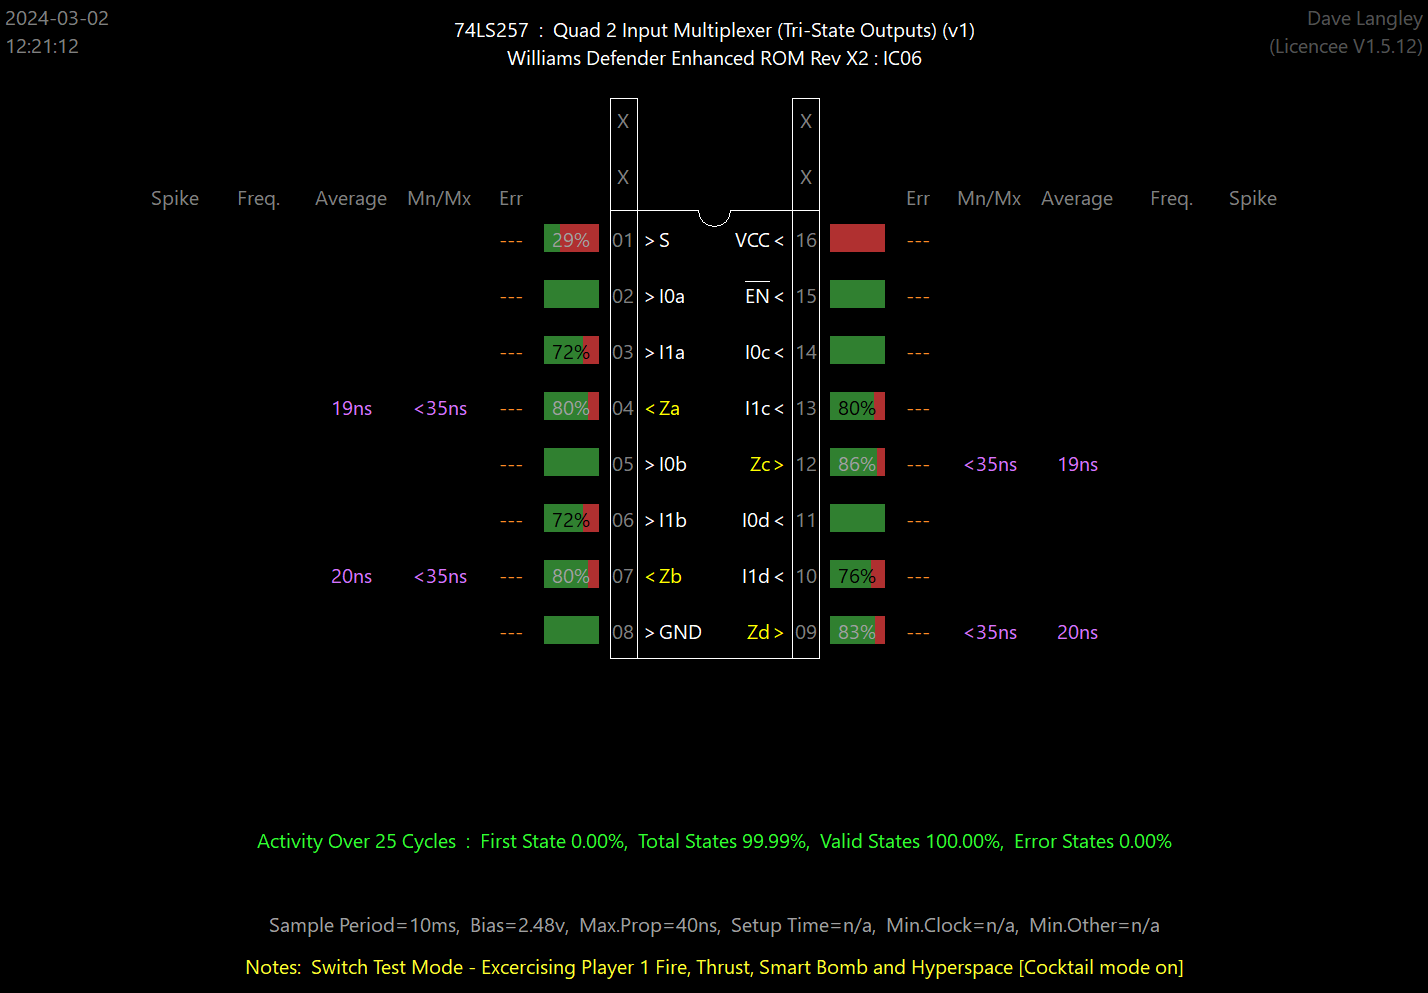 2024-03-02
12:21:12
74LS257 : Quad 2 Input Multiplexer (Tri-State Outputs) (v1)
Williams Defender Enhanced ROM Rev X2 : IC06
Dave Langley
(Licencee V1.5.12)
X X
X X
Spike Freq. Average Mn/Mx Err Err Mn/Mx Average Freq. Spike
--- 29% 01 >S VCC< 16 ---
--- 02 >I0a EN< 15 ---
--- 72% 03 >I1a I0c< 14 ---
19ns <35ns --- 80% 04 <Za I1c< 13 80% ---
--- 05 >I0b Zc> 12 86% --- <35ns 19ns
--- 72% 06 >I1b I0d< 11 ---
20ns <35ns --- 80% 07 <Zb I1d< 10 76% ---
--- 08 >GND Zd> 09 83% --- <35ns 20ns
Activity Over 25 Cycles : First State 0.00%, Total States 99.99%, Valid States 100.00%, Error States 0.00%
Sample Period=10ms, Bias=2.48v, Max.Prop=40ns, Setup Time=n/a, Min.Clock=n/a, Min.Other=n/a
Notes: Switch Test Mode - Excercising Player 1 Fire, Thrust, Smart Bomb and Hyperspace [Cocktail mode on]